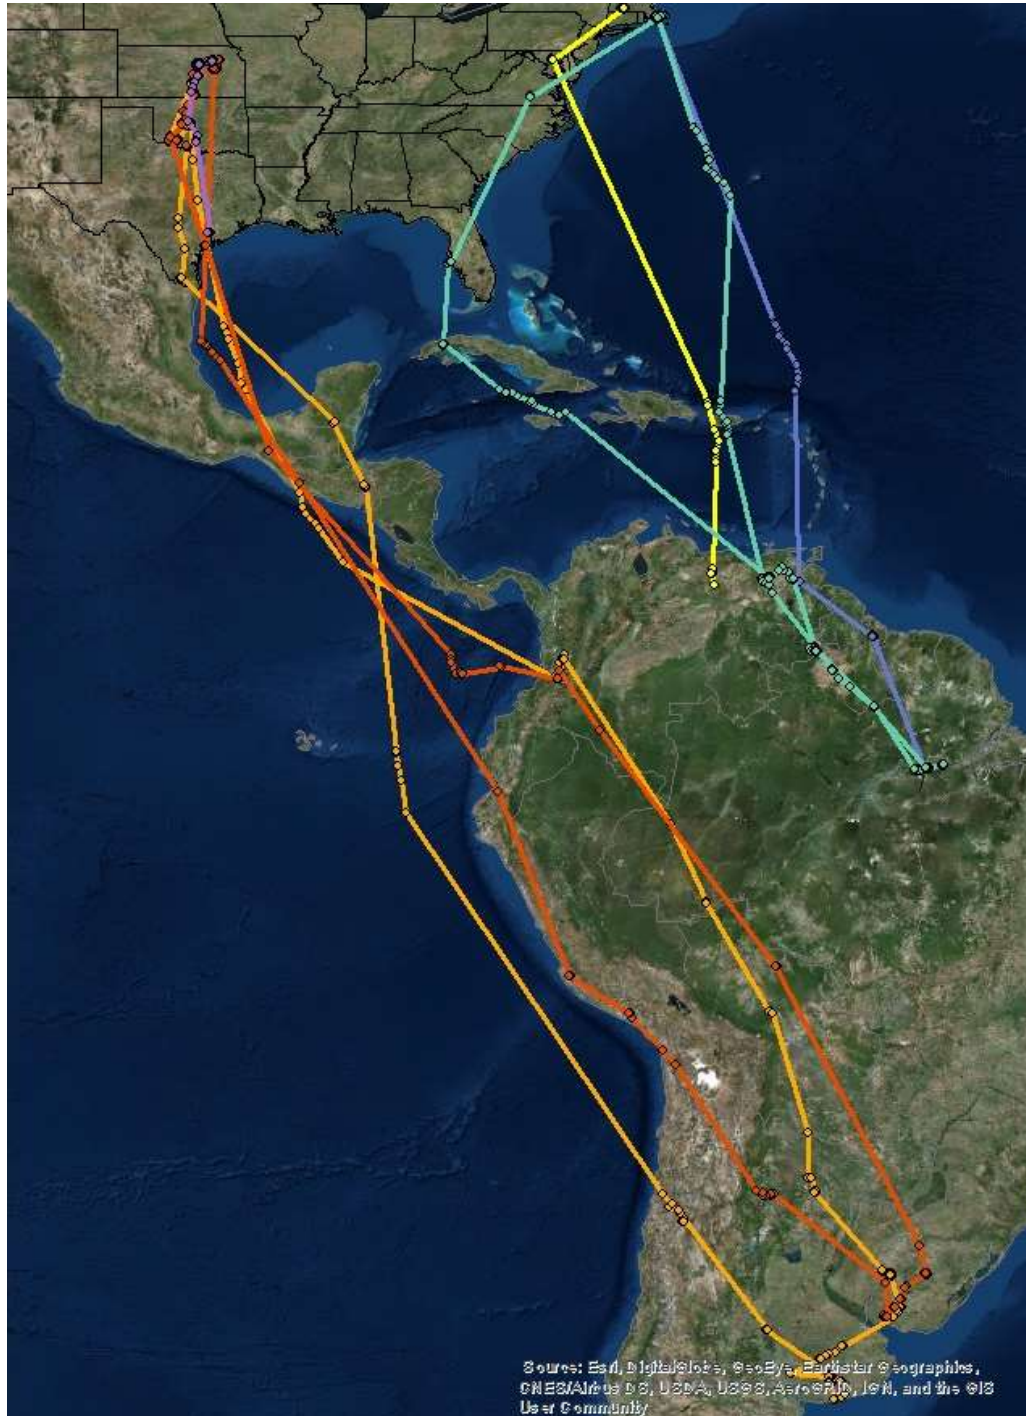 Source: Esri, DigitalGlobe, GeoEye, Earthstar Geographics,
CNES/Airbus DS, USDA, USGS, AeroGRID, IGN, and the GIS
User Community